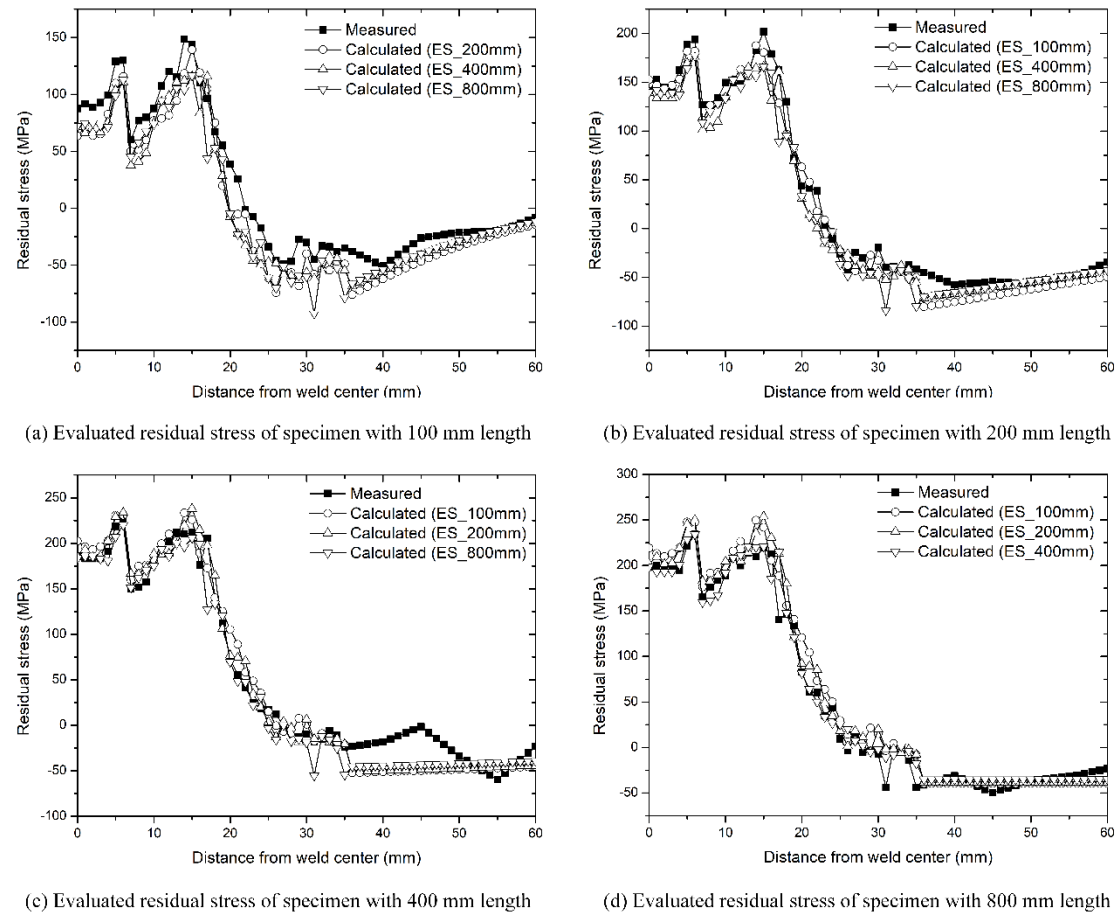 Measured
Calculated (ES_200mm)
Calculated (ES_400mm)
Calculated (ES_800mm)
150
100
50
0
-50
-100
Residual stress (MPa)
0 10 20 30 40 50 60
Distance from weld center (mm)
(a) Evaluated residual stress of specimen with 100 mm length
Measured
Calculated (ES_100mm)
Calculated (ES_400mm)
Calculated (ES_800mm)
200
150
100
50
0
-50
-100
Residual stress (MPa)
0 10 20 30 40 50 60
Distance from weld center (mm)
(b) Evaluated residual stress of specimen with 200 mm length
Measured
Calculated (ES_100mm)
Calculated (ES_200mm)
Calculated (ES_800mm)
250
200
150
100
50
0
-50
-100
Residual stress (MPa)
0 10 20 30 40 50 60
Distance from weld center (mm)
(c) Evaluated residual stress of specimen with 400 mm length
Measured
Calculated (ES_100mm)
Calculated (ES_200mm)
Calculated (ES_400mm)
300
250
200
150
100
50
0
-50
Residual stress (MPa)
0 10 20 30 40 50 60
Distance from weld center (mm)
(d) Evaluated residual stress of specimen with 800 mm length